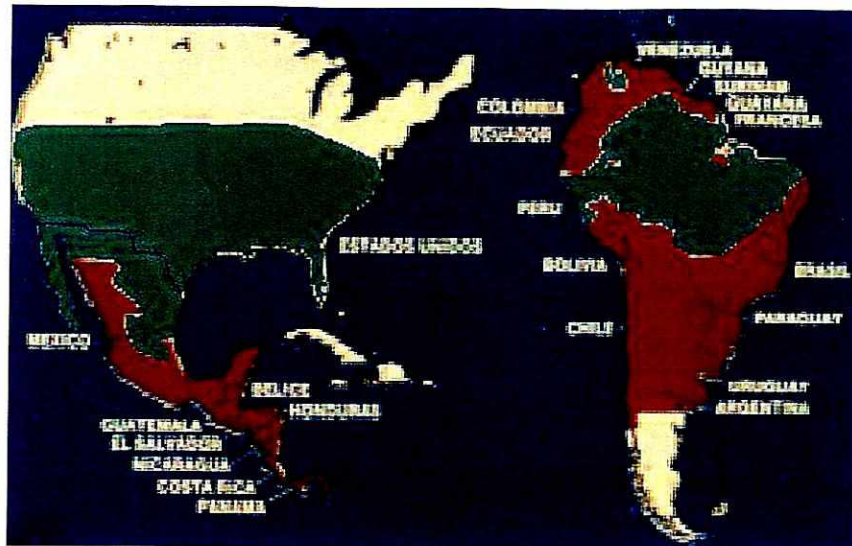 VENEZUELA
GUYANA
SURINAM
GUYANA
FRANCESA
COLOMBIA
ECUADOR
PERU
BOLIVIA
BRASIL
CHILE
PARAGUAY
URUGUAY
ARGENTINA
ESTADOS UNIDOS
MEXICO
BELICE
HONDURAS
GUATEMALA
EL SALVADOR
NICARAGUA
COSTA RICA
PANAMA